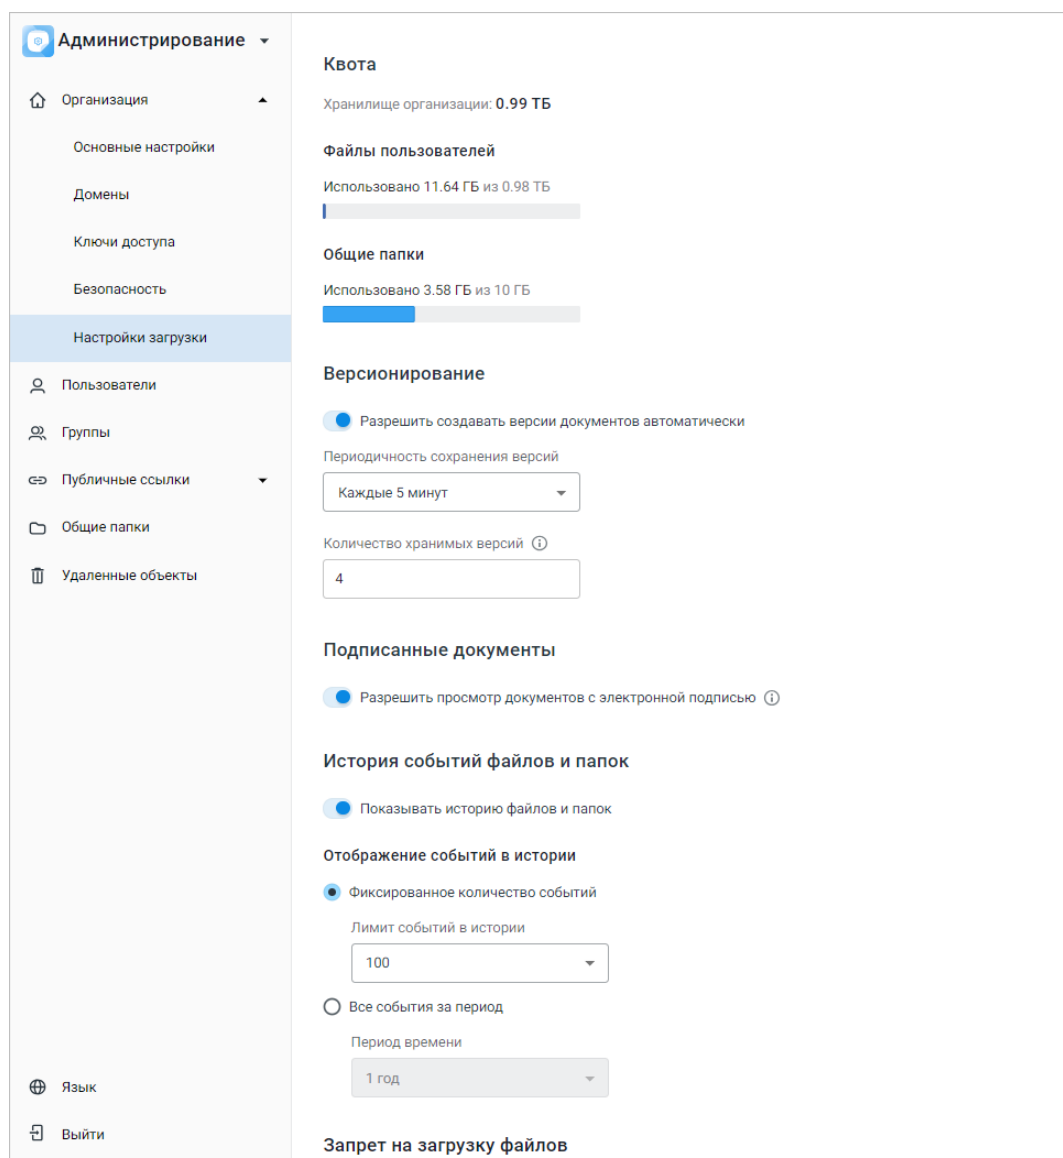 Администрирование
Организация
Основные настройки
Домены
Ключи доступа
Безопасность
Настройки загрузки
Пользователи
Группы
Публичные ссылки
Общие папки
Удаленные объекты
Язык
Выйти
Квота
Хранилище организации: 0.99 ТБ
Файлы пользователей
Использовано 11.64 ГБ из 0.98 ТБ
Общие папки
Использовано 3.58 ГБ из 10 ГБ
Версионирование
Разрешить создавать версии документов автоматически
Периодичность сохранения версий
Каждые 5 минут
Количество хранимых версий
4
Подписанные документы
Разрешить просмотр документов с электронной подписью
История событий файлов и папок
Показывать историю файлов и папок
Отображение событий в истории
Фиксированное количество событий
Лимит событий в истории
100
Все события за период
Период времени
1 год
Запрет на загрузку файлов